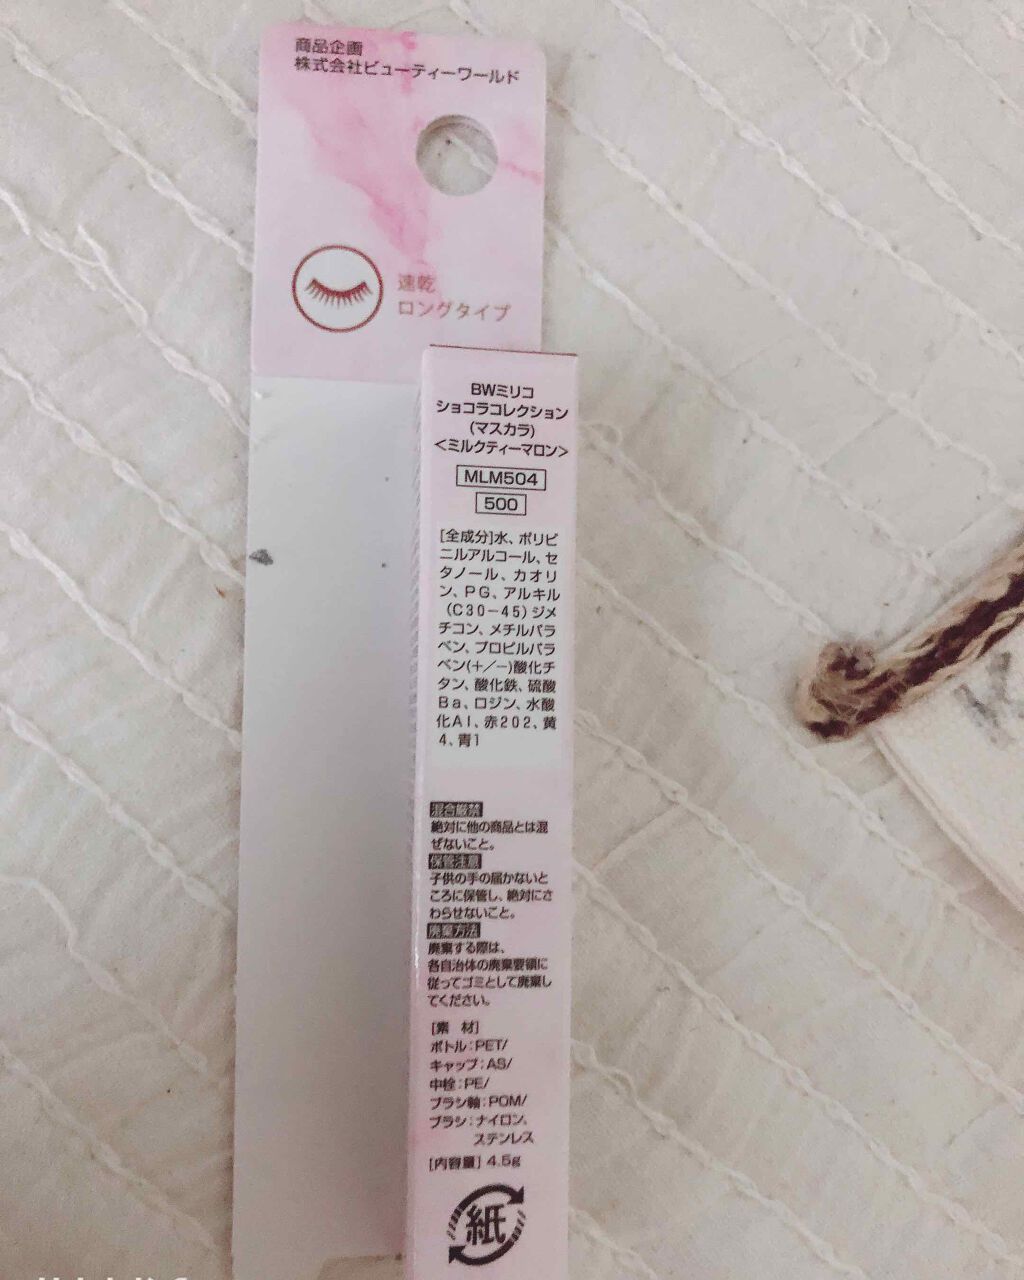 商品企画
株式会社ビューティーワールド
速乾
ロングタイプ
BWミリコ
ショコラコレクション
(マスカラ)
<ミルクティーマロン>
MLM504
500
[全成分]水、ポリビ
ニルアルコール、セ
タノール、カオリ
ン、PG、アルキル
(C30−45)ジメ
チコン、メチルパラ
ベン、プロピルパラ
ベン(+/−)酸化チ
タン、酸化鉄、硫酸
Ba、ロジン、水酸
化Al、赤202、黄
4、青1
混合厳禁
絶対に他の商品とは混
ぜないこと。
保管注意
子供の手の届かないと
ころに保管し、絶対にさ
わらせないこと。
廃棄方法
廃棄する際は、
各自治体の廃棄要領に
従ってゴミとして廃棄し
てください。
[素 材]
ボトル:PET/
キャップ:AS/
中栓:PE/
ブラシ軸:POM/
ブラシ:ナイロン、
ステンレス
[内容量] 4.5g
紙